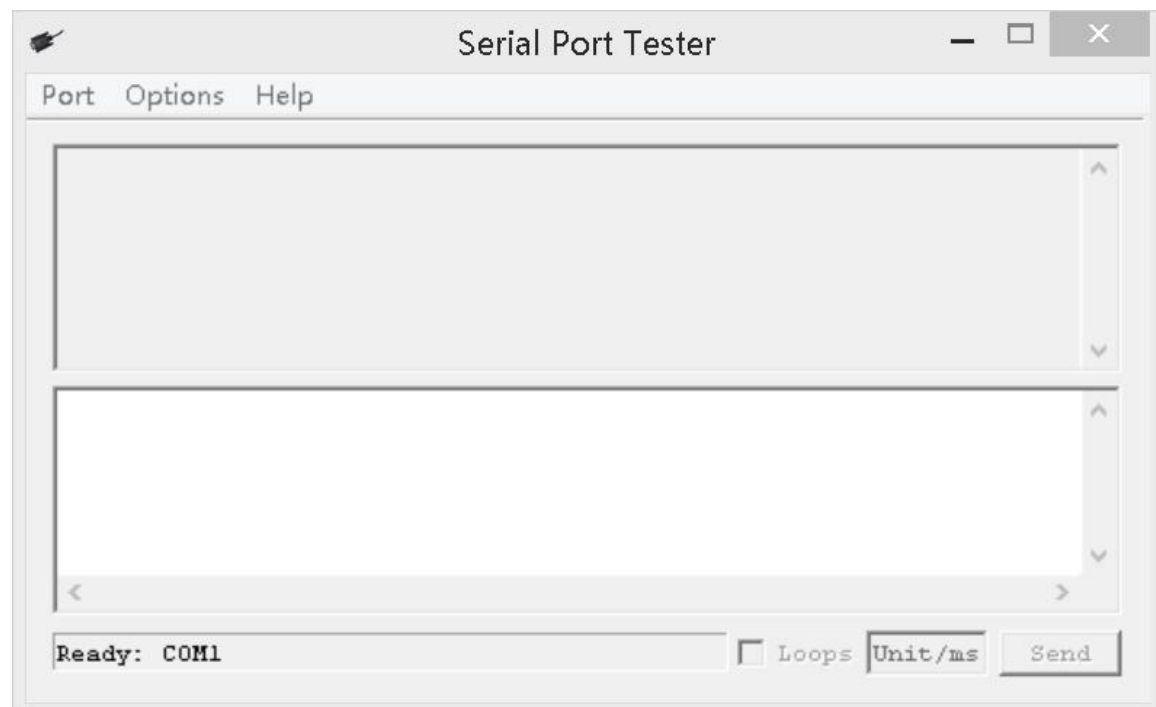 Serial Port Tester
Port Options Help
Ready: COM1 Loops Unit/ms Send